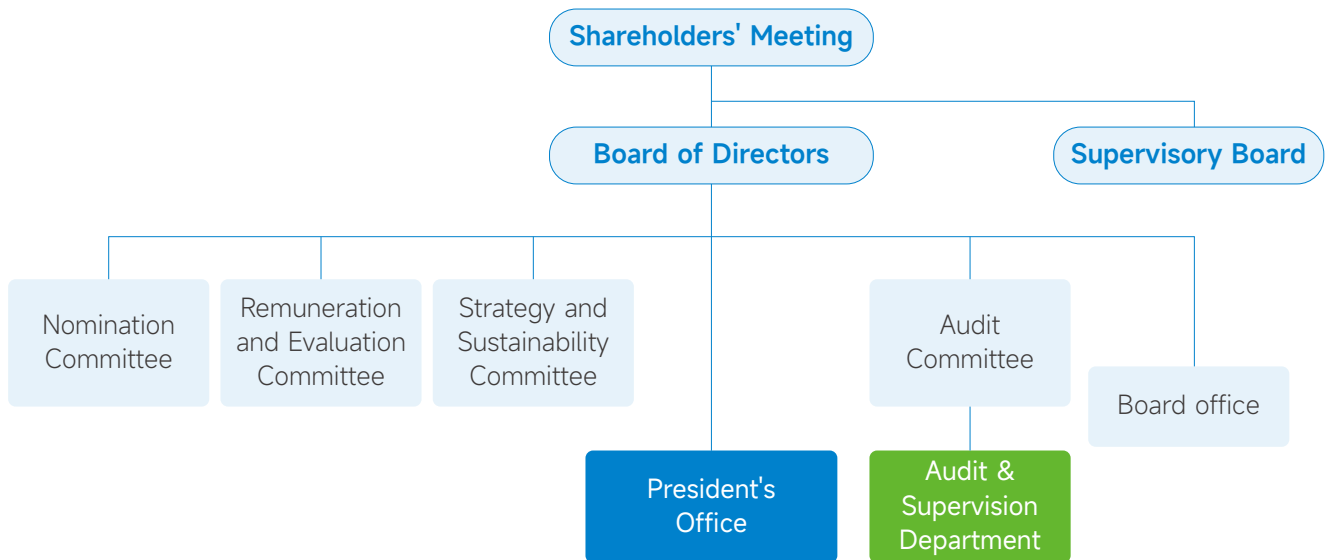 Shareholders' Meeting
Board of Directors
Supervisory Board
Nomination
Committee
Remuneration
and Evaluation
Committee
Strategy and
Sustainability
Committee
Audit
Committee
Board office
President's
Office
Audit &
Supervision
Department